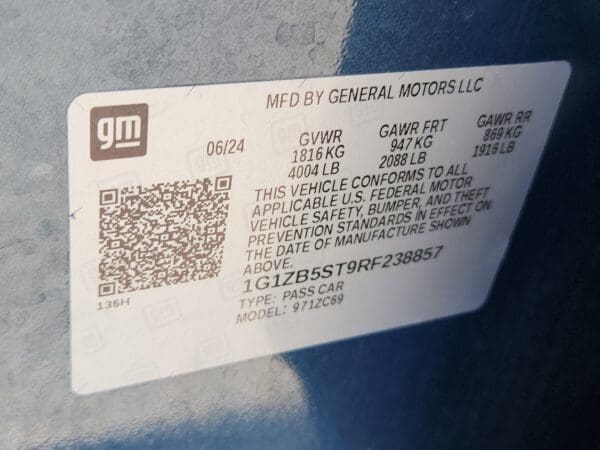 MFD BY GENERAL MOTORS LLC
gm
06/24 GVWR GAWR FRT GAWR RR
1816 KG 947 KG 869 KG
4004 LB 2088 LB 1916 LB
THIS VEHICLE CONFORMS TO ALL
APPLICABLE U.S. FEDERAL MOTOR
VEHICLE SAFETY, BUMPER, AND THEFT
PREVENTION STANDARDS IN EFFECT ON
THE DATE OF MANUFACTURE SHOWN
ABOVE.
136H
1G1ZB5ST9RF238857
TYPE: PASS CAR
MODEL: 971ZC69